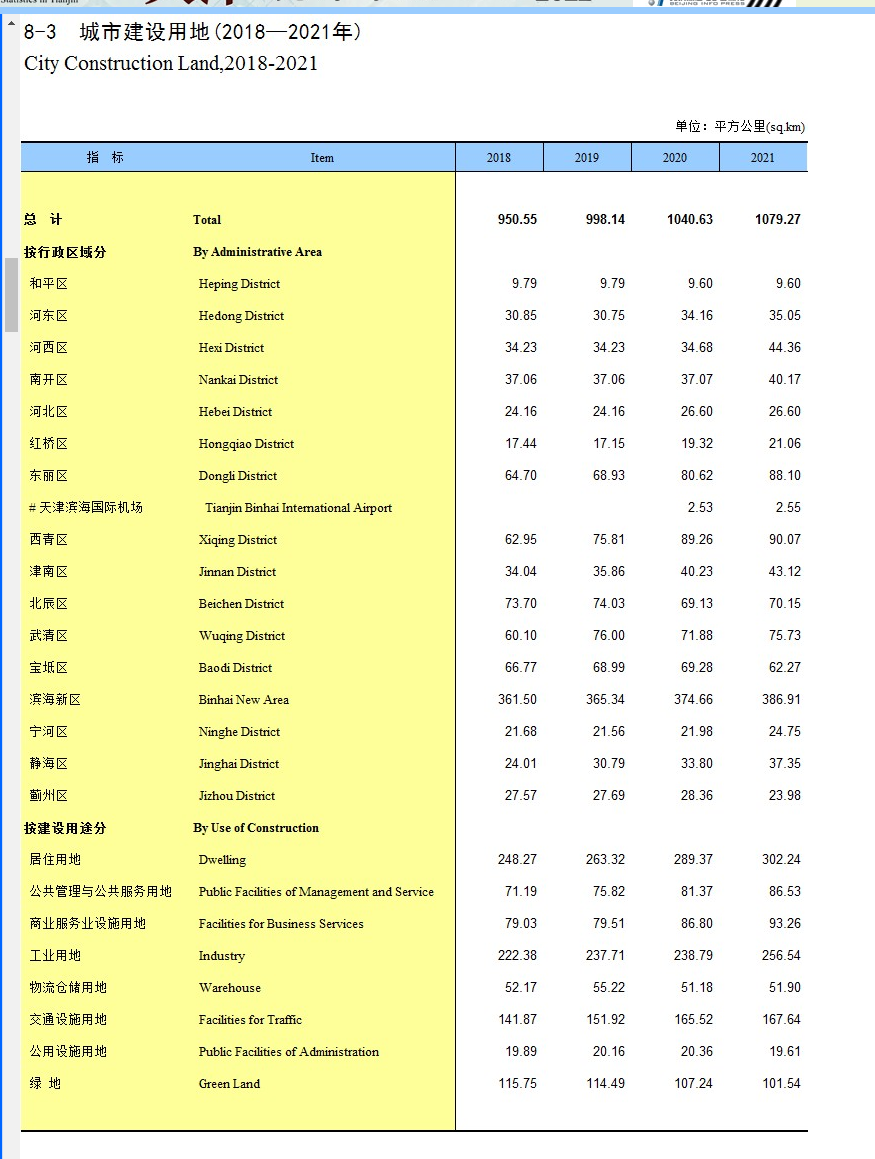 Statistics in Tianjin
BEIJING INFO PRESS
8-3 城市建设用地(2018—2021年)
City Construction Land,2018-2021
单位：平方公里(sq.km)
指 标 Item 2018 2019 2020 2021
总 计 Total 950.55 998.14 1040.63 1079.27
按行政区域分 By Administrative Area
和平区 Heping District 9.79 9.79 9.60 9.60
河东区 Hedong District 30.85 30.75 34.16 35.05
河西区 Hexi District 34.23 34.23 34.68 44.36
南开区 Nankai District 37.06 37.06 37.07 40.17
河北区 Hebei District 24.16 24.16 26.60 26.60
红桥区 Hongqiao District 17.44 17.15 19.32 21.06
东丽区 Dongli District 64.70 68.93 80.62 88.10
# 天津滨海国际机场 Tianjin Binhai International Airport 2.53 2.55
西青区 Xiqing District 62.95 75.81 89.26 90.07
津南区 Jinnan District 34.04 35.86 40.23 43.12
北辰区 Beichen District 73.70 74.03 69.13 70.15
武清区 Wuqing District 60.10 76.00 71.88 75.73
宝坻区 Baodi District 66.77 68.99 69.28 62.27
滨海新区 Binhai New Area 361.50 365.34 374.66 386.91
宁河区 Ninghe District 21.68 21.56 21.98 24.75
静海区 Jinghai District 24.01 30.79 33.80 37.35
蓟州区 Jizhou District 27.57 27.69 28.36 23.98
按建设用途分 By Use of Construction
居住用地 Dwelling 248.27 263.32 289.37 302.24
公共管理与公共服务用地 Public Facilities of Management and Service 71.19 75.82 81.37 86.53
商业服务业设施用地 Facilities for Business Services 79.03 79.51 86.80 93.26
工业用地 Industry 222.38 237.71 238.79 256.54
物流仓储用地 Warehouse 52.17 55.22 51.18 51.90
交通设施用地 Facilities for Traffic 141.87 151.92 165.52 167.64
公用设施用地 Public Facilities of Administration 19.89 20.16 20.36 19.61
绿 地 Green Land 115.75 114.49 107.24 101.54